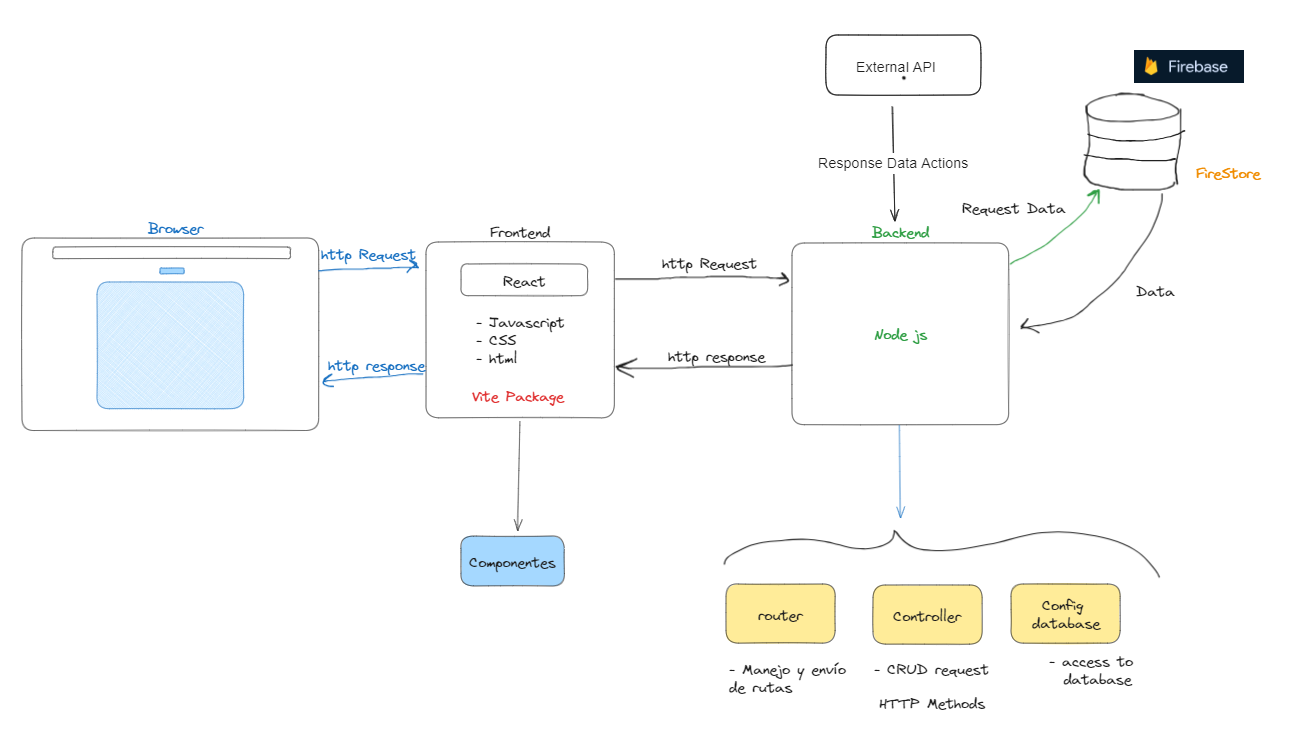 External API
Firebase
Response Data Actions
FireStore
Request Data
Browser
Frontend
Backend
http Request
http Request
React
Data
- Javascript
- CSS
- html
Node js
http response
http response
Vite Package
Componentes
router
Controller
Config
database
- Manejo y envío
de rutas
- CRUD request
HTTP Methods
- access to
database